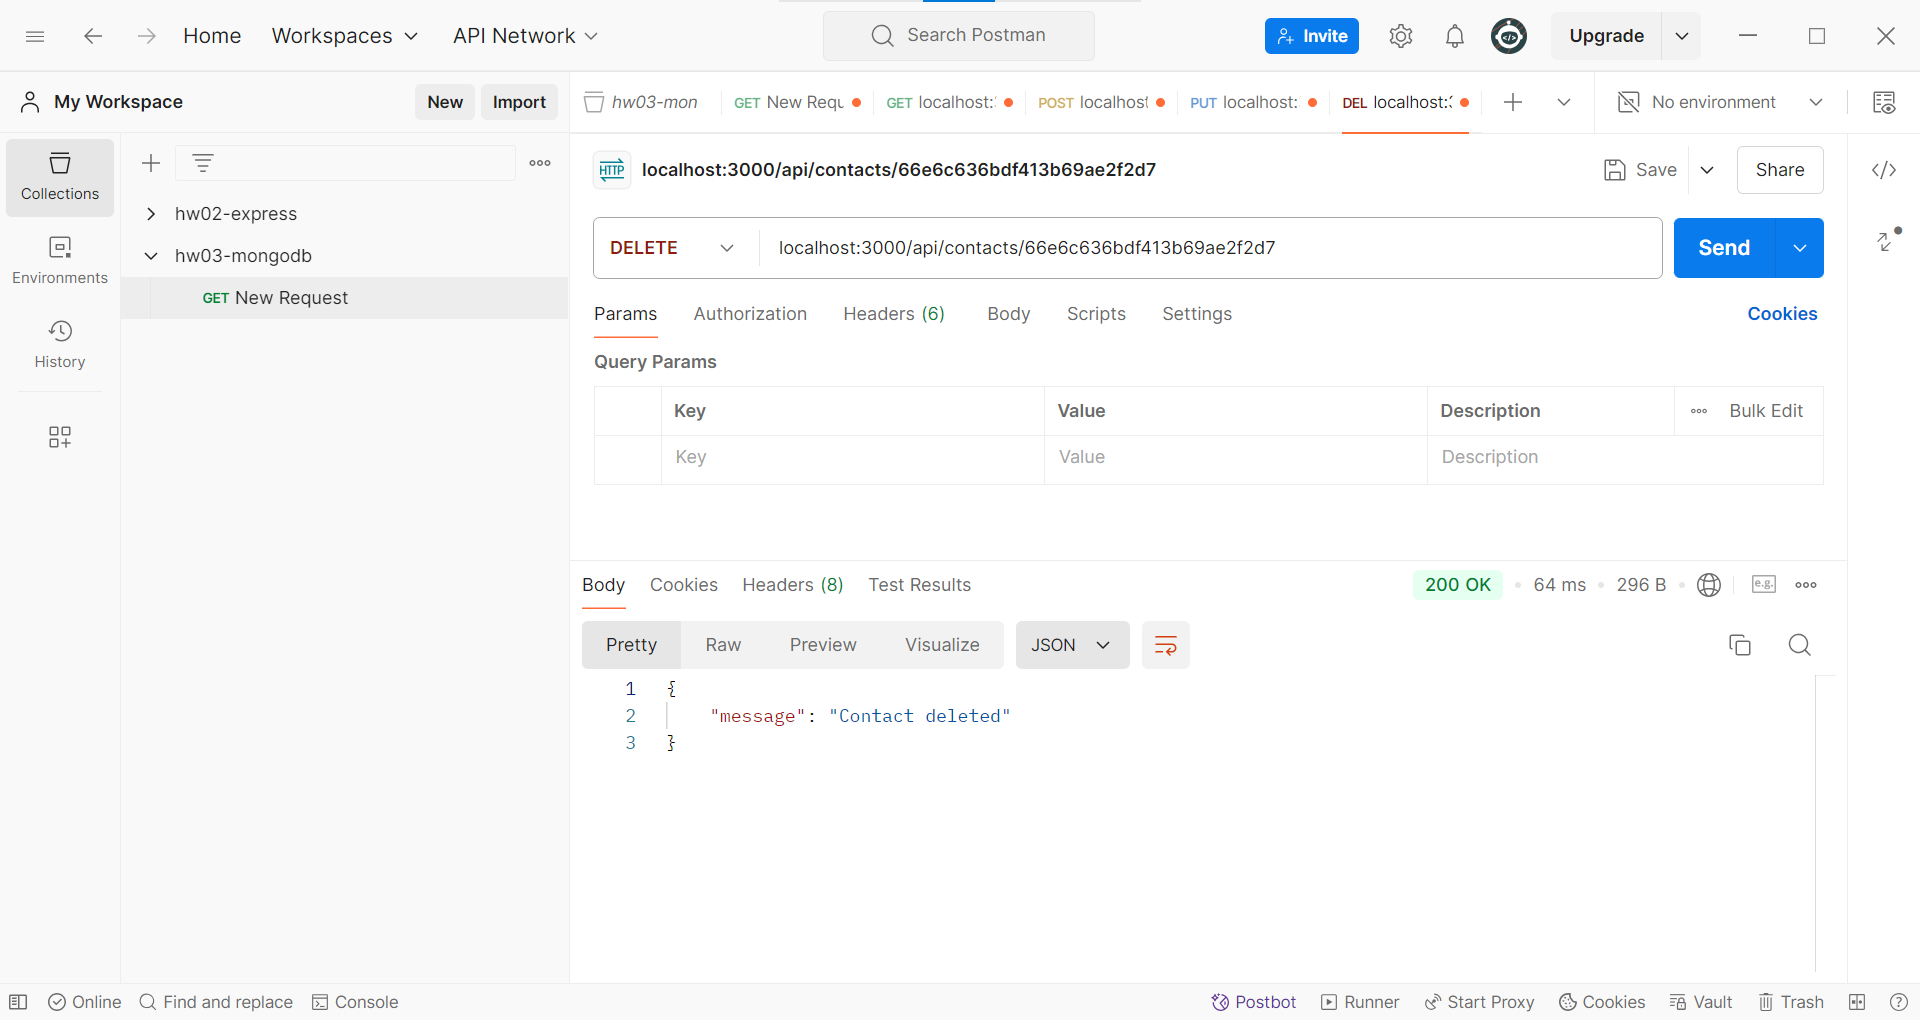 Home Workspaces API Network Search Postman Invite Upgrade
My Workspace New Import
hw03-mon GET New Requ GET localhost: POST localhost PUT localhost: DEL localhost: No environment
Collections
Environments
History
hw02-express
hw03-mongodb
GET New Request
HTTP localhost:3000/api/contacts/66e6c636bdf413b69ae2f2d7 Save Share
DELETE localhost:3000/api/contacts/66e6c636bdf413b69ae2f2d7 Send
Params Authorization Headers (6) Body Scripts Settings Cookies
Query Params
Key Value Description Bulk Edit
Key Value Description
Body Cookies Headers (8) Test Results 200 OK 64 ms 296 B e.g.
Pretty Raw Preview Visualize JSON
1 {
2 "message": "Contact deleted"
3 }
Online Find and replace Console Postbot Runner Start Proxy Cookies Vault Trash